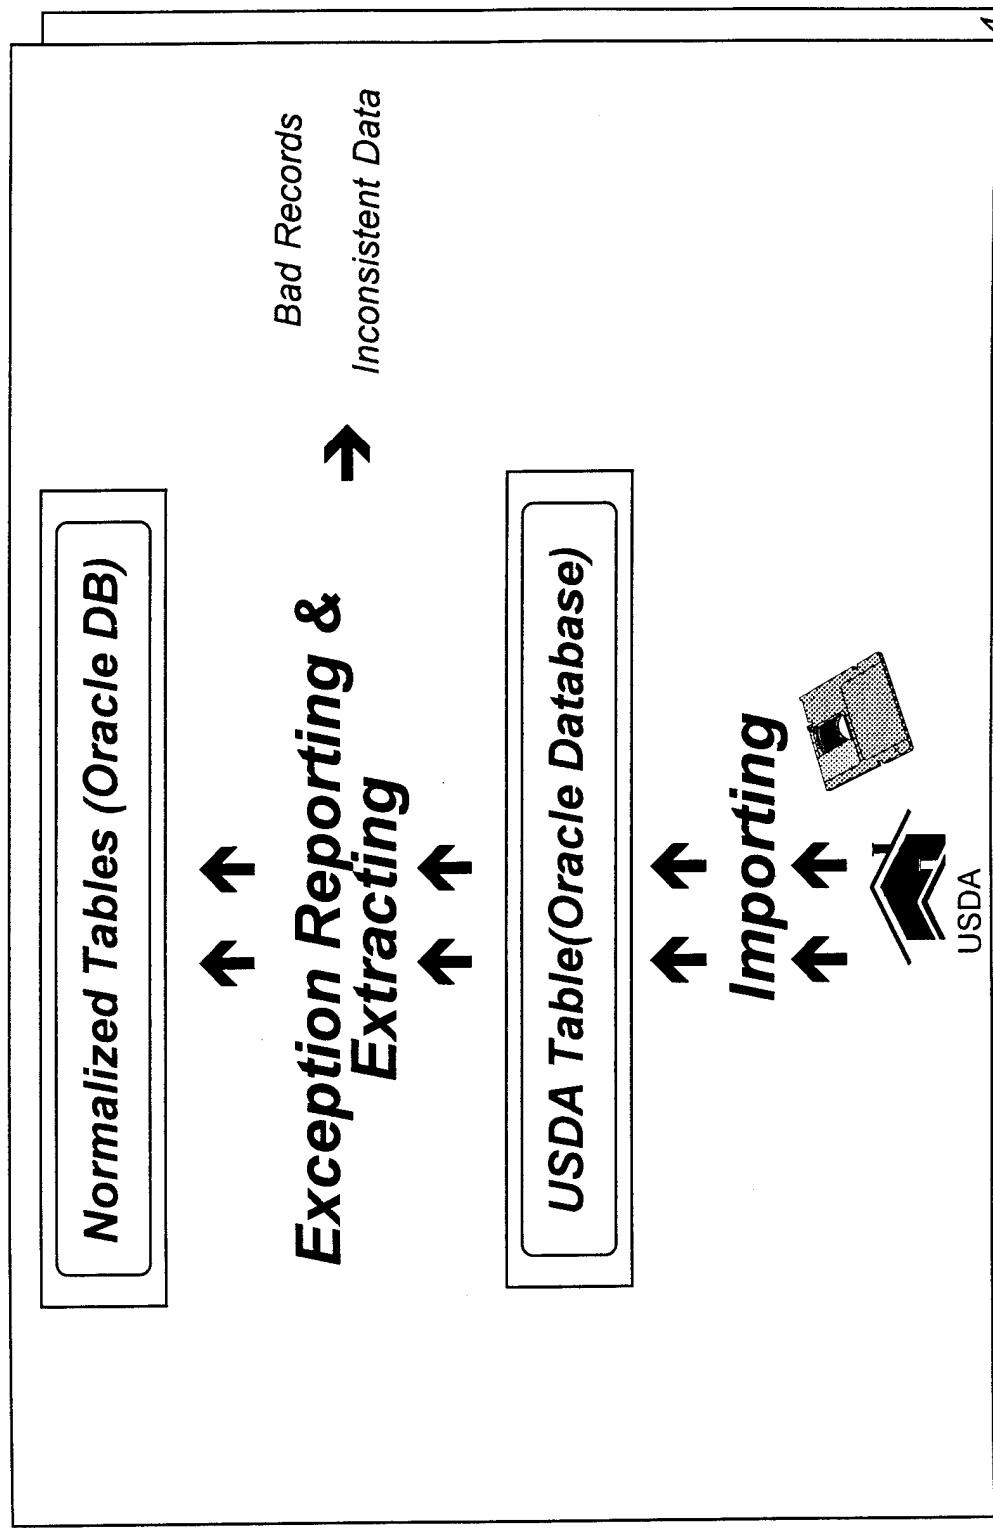 Normalized Tables (Oracle DB)
Exception Reporting &
Extracting
Bad Records
Inconsistent Data
USDA Table(Oracle Database)
Importing
USDA